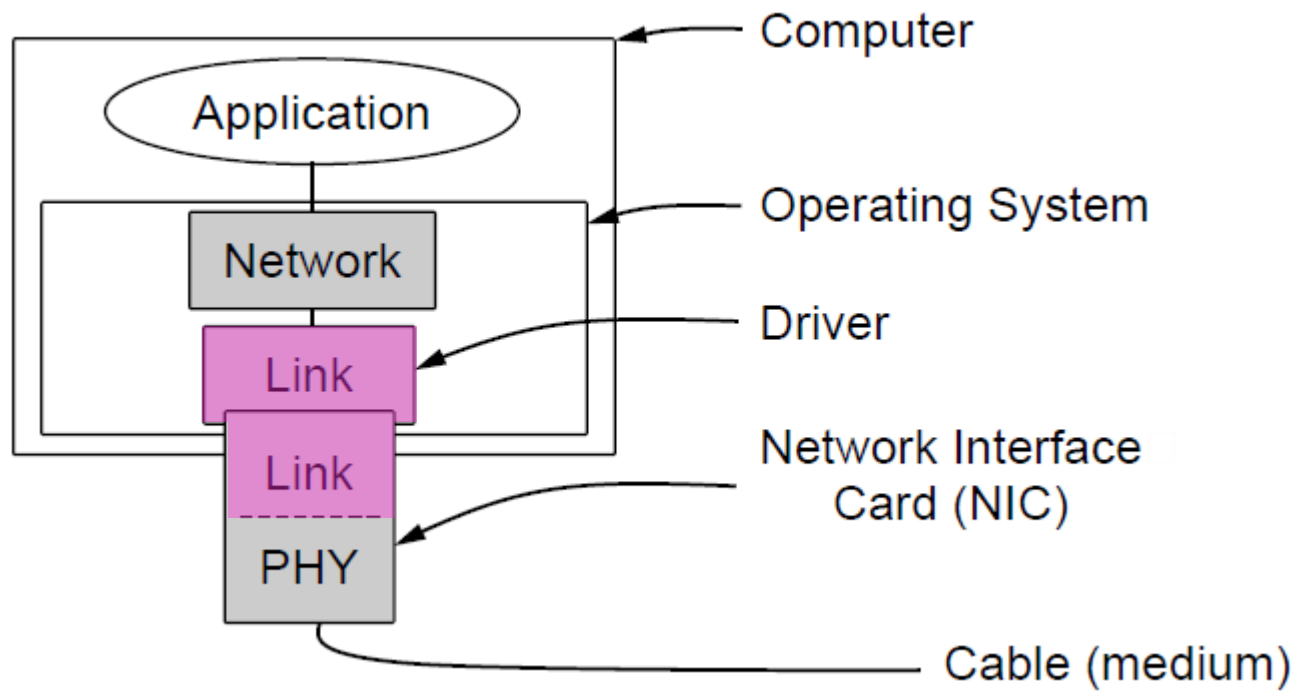 Computer
Application
Operating System
Network
Driver
Link
Network Interface
Card (NIC)
Link
PHY
Cable (medium)